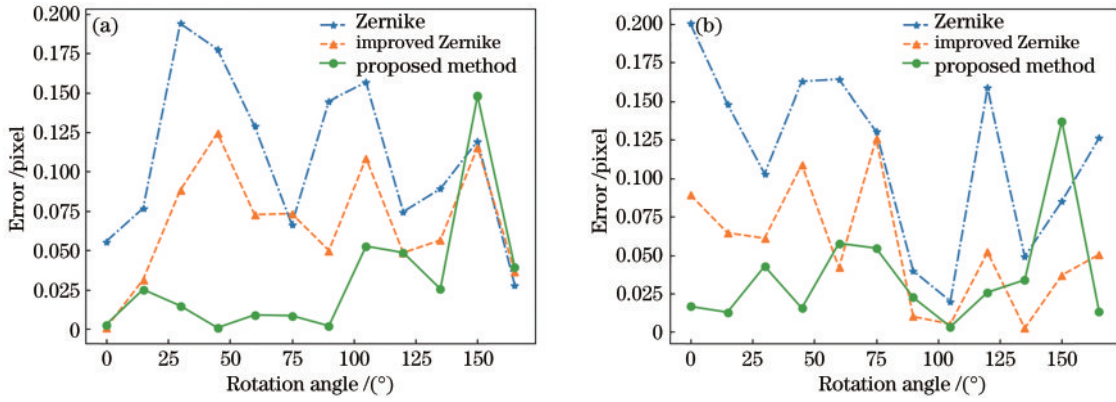 (a)
Zernike
improved Zernike
proposed method
0.200
0.175
0.150
0.125
0.100
0.075
0.050
0.025
0
Error /pixel
0 25 50 75 100 125 150
Rotation angle /(°)
(b)
Zernike
improved Zernike
proposed method
0.200
0.175
0.150
0.125
0.100
0.075
0.050
0.025
0
Error /pixel
0 25 50 75 100 125 150
Rotation angle /(°)